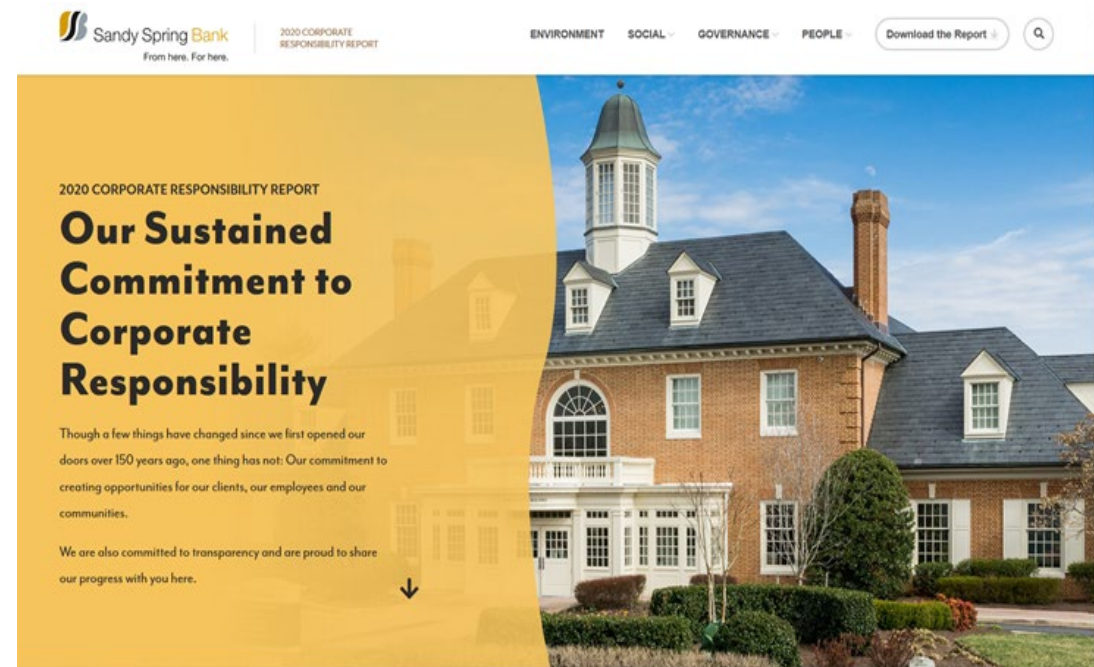 Sandy Spring Bank
From here. For here.
2020 CORPORATE
RESPONSIBILITY REPORT
ENVIRONMENT
SOCIAL
GOVERNANCE
PEOPLE
Download the Report
2020 CORPORATE RESPONSIBILITY REPORT
Our Sustained
Commitment to
Corporate
Responsibility
Though a few things have changed since we first opened our
doors over 150 years ago, one thing has not: Our commitment to
creating opportunities for our clients, our employees and our
communities.
We are also committed to transparency and are proud to share
our progress with you here.